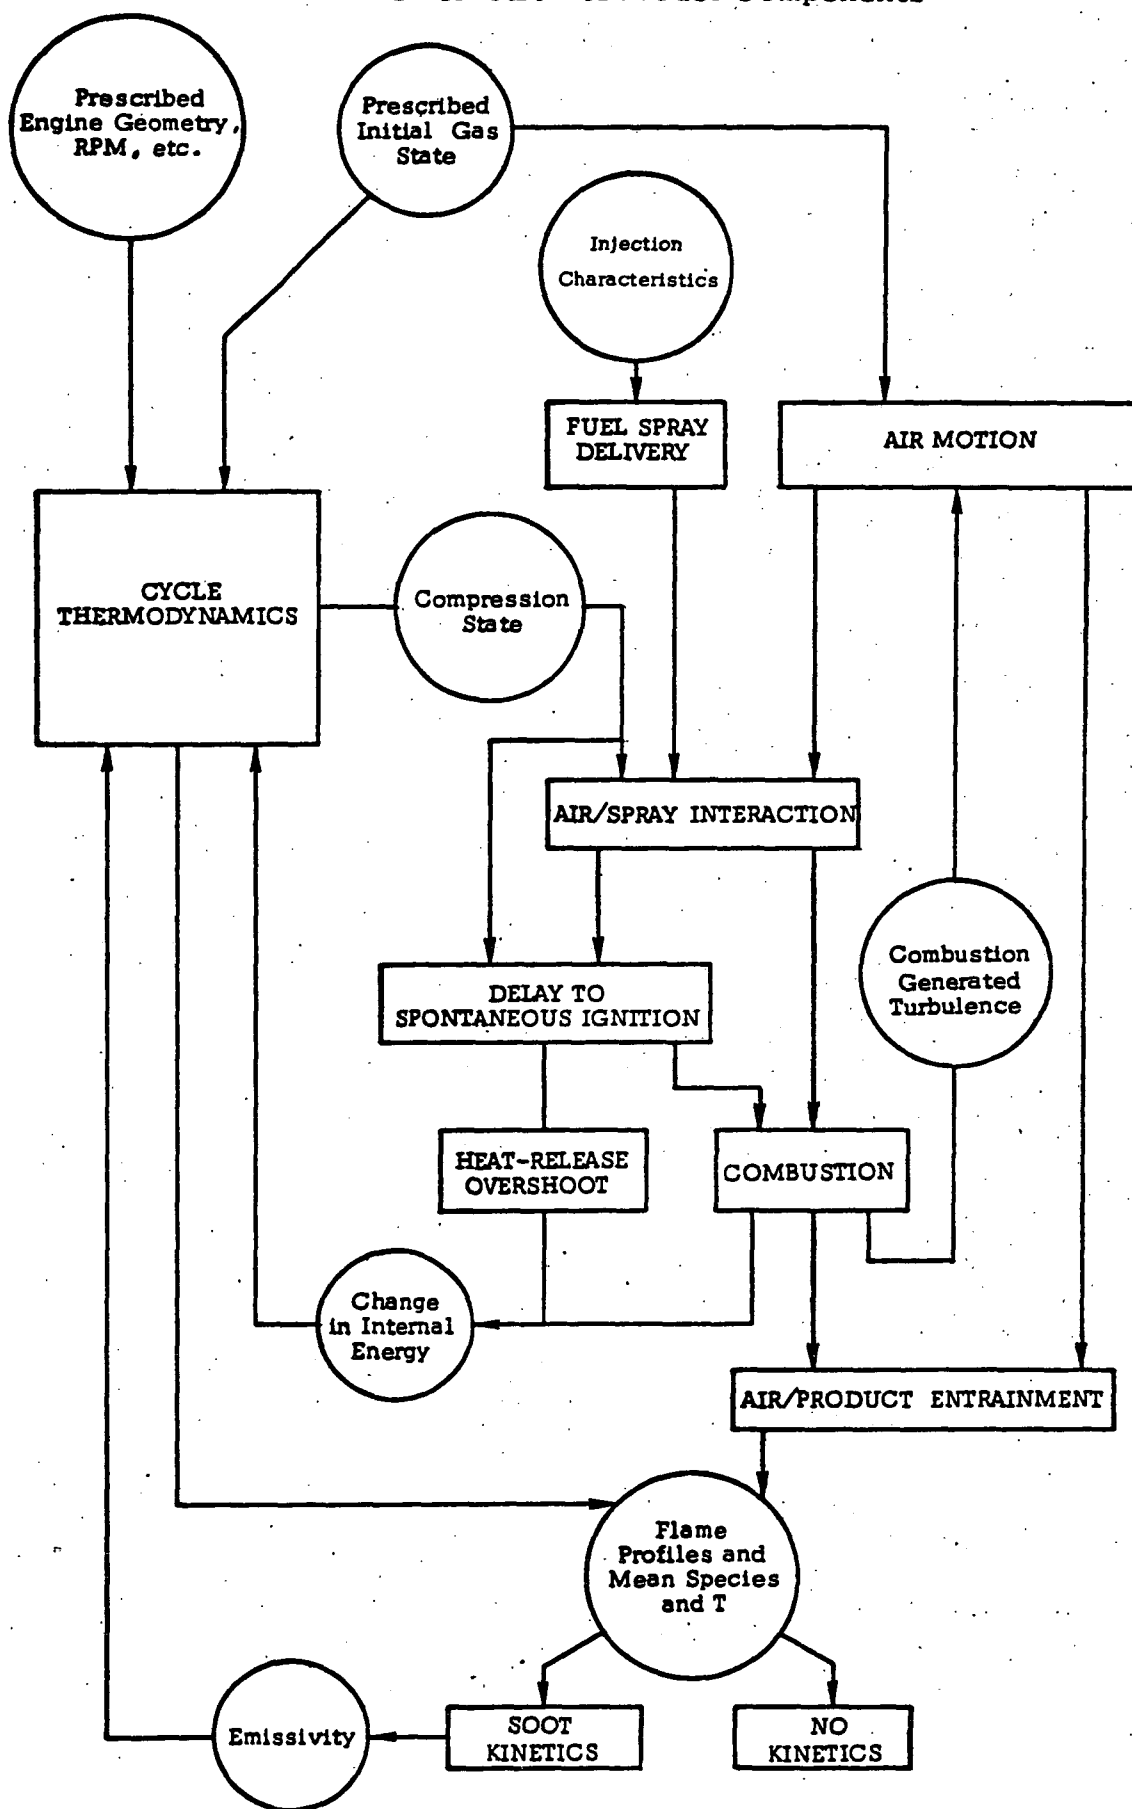 Components
Prescribed
Engine Geometry,
RPM, etc.
Prescribed
Initial Gas
State
Injection
Characteristics
FUEL SPRAY
DELIVERY
AIR MOTION
CYCLE
THERMODYNAMICS
Compression
State
AIR/SPRAY INTERACTION
Combustion
Generated
Turbulence
DELAY TO
SPONTANEOUS IGNITION
HEAT-RELEASE
OVERSHOOT
COMBUSTION
Change
in Internal
Energy
AIR/PRODUCT ENTRAINMENT
Flame
Profiles and
Mean Species
and T
Emissivity
SOOT
KINETICS
NO
KINETICS